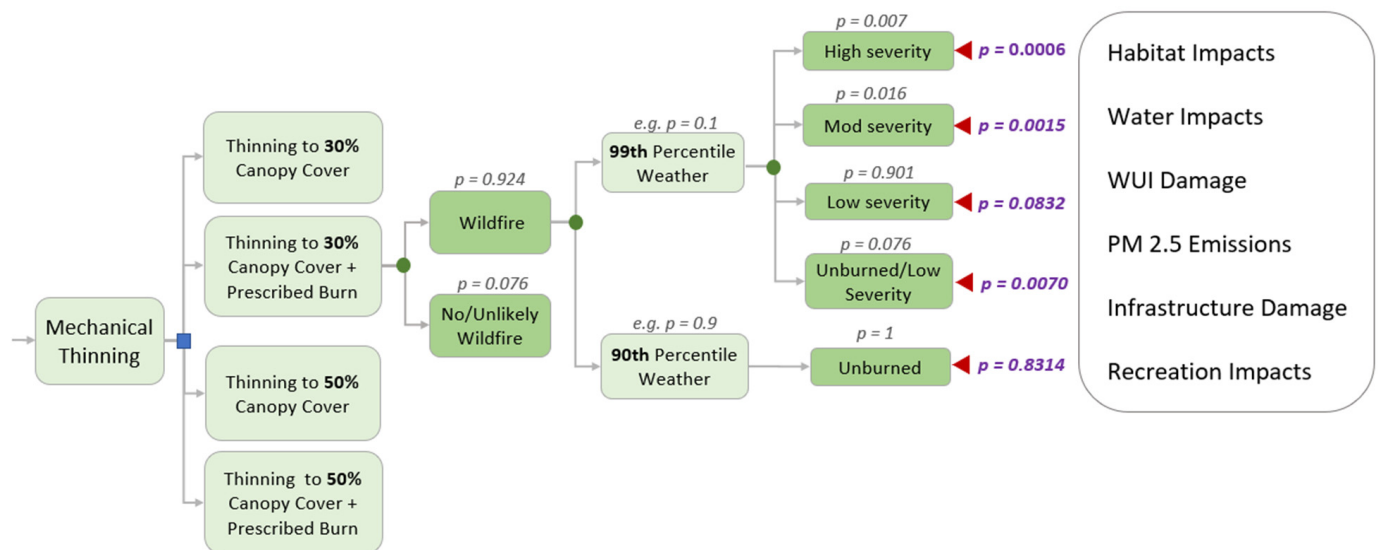 Mechanical
Thinning
Thinning to 30%
Canopy Cover
Thinning to 30%
Canopy Cover +
Prescribed Burn
Thinning to 50%
Canopy Cover
Thinning to 50%
Canopy Cover +
Prescribed Burn
p = 0.924
Wildfire
p = 0.076
No/Unlikely
Wildfire
e.g. p = 0.1
99th Percentile
Weather
e.g. p = 0.9
90th Percentile
Weather
p = 0.007
High severity
p = 0.0006
p = 0.016
Mod severity
p = 0.0015
p = 0.901
Low severity
p = 0.0832
p = 0.076
Unburned/Low
Severity
p = 0.0070
p = 1
Unburned
p = 0.8314
Habitat Impacts
Water Impacts
WUI Damage
PM 2.5 Emissions
Infrastructure Damage
Recreation Impacts